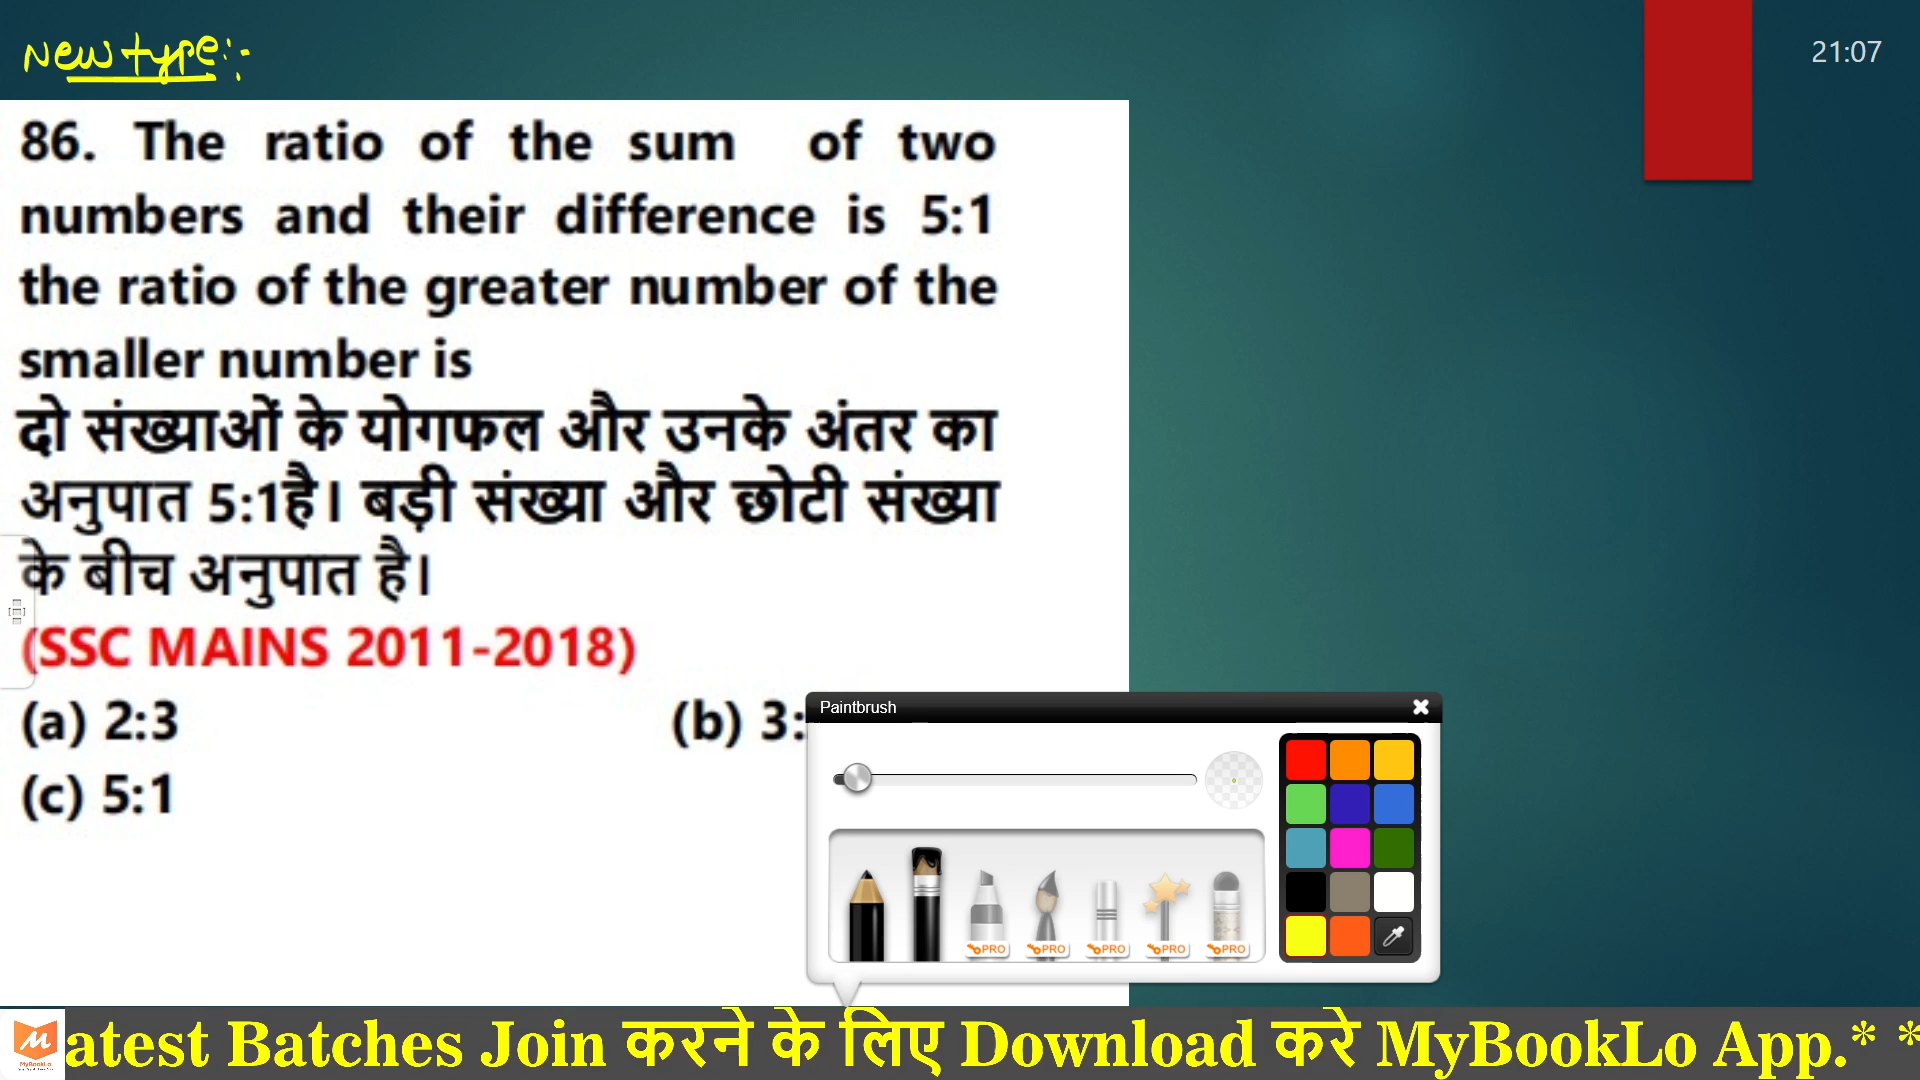 New type:-
21:07
86. The ratio of the sum of two
numbers and their difference is 5:1
the ratio of the greater number of the
smaller number is
दो संख्याओं के योगफल और उनके अंतर का
अनुपात 5:1है। बड़ी संख्या और छोटी संख्या
के बीच अनुपात है।
(SSC MAINS 2011-2018)
(a) 2:3 (b) 3:
(c) 5:1
Paintbrush
PRO PRO PRO PRO PRO
MyBookLo
atest Batches Join करने के लिए Download करे MyBookLo App.* *